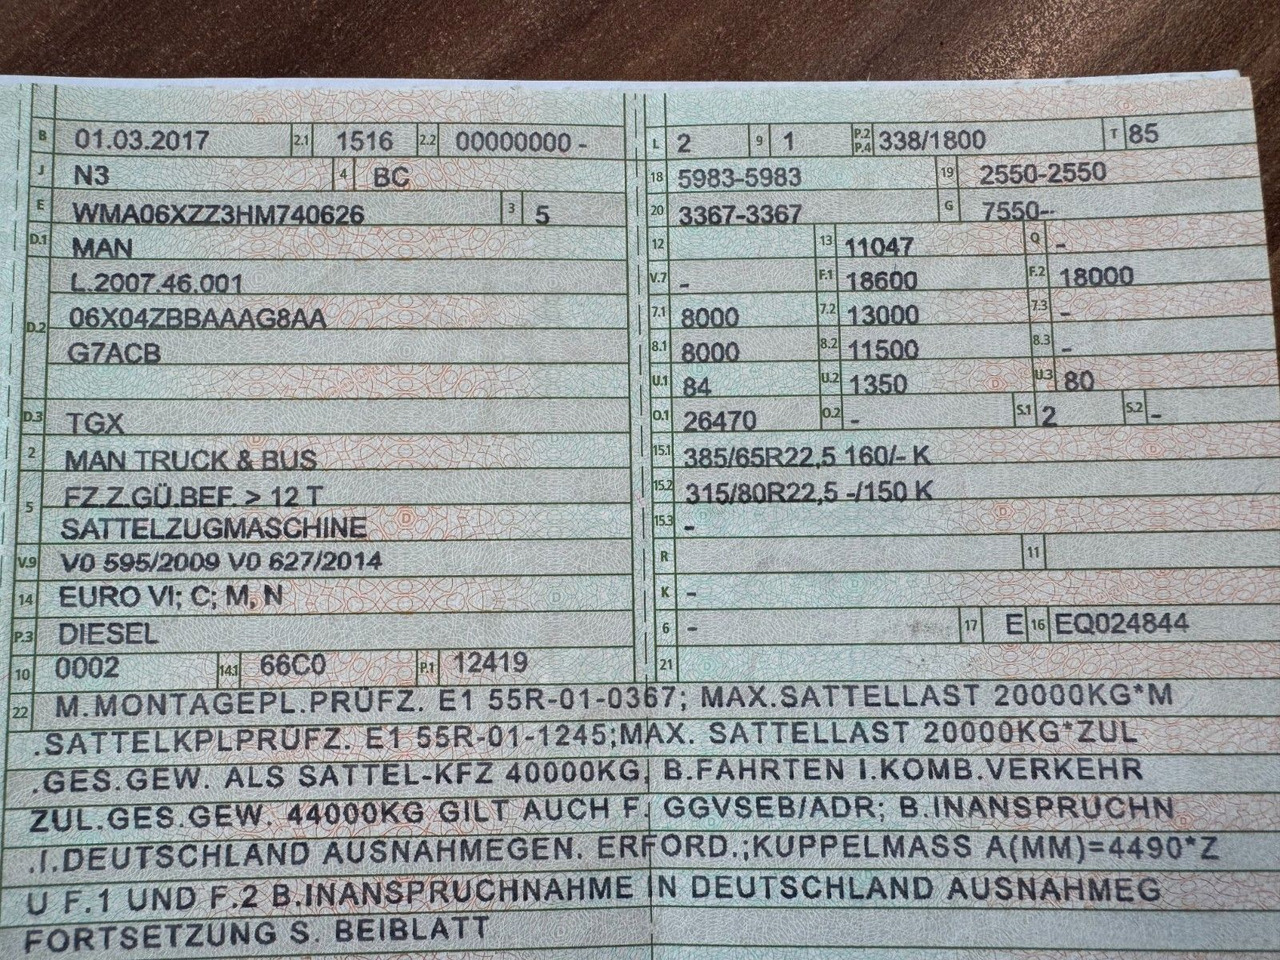 B 01.03.2017 2.1 1516 2.2 00000000 -
J N3 4 BC
E WMA06XZZ3HM740626 3 5
D.1 MAN
L.2007.46.001
D.2 06X04ZBBAAAG8AA
G7ACB
D.3 TGX
2 MAN TRUCK & BUS
5 FZ.Z.GÜ.BEF. > 12 T
SATTELZUGMASCHINE
V.9 V0 595/2009 V0 627/2014
14 EURO VI; C; M, N
P.3 DIESEL
10 0002 14.1 66C0 P.1 12419
L 2 9 1 P.2 P.4 338/1800 T 85
18 5983-5983 19 2550-2550
20 3367-3367 G 7550--
12 13 11047 Q -
V.7 - F.1 18600 F.2 18000
7.1 8000 7.2 13000 7.3 -
8.1 8000 8.2 11500 8.3 -
U.1 84 U.2 1350 U.3 80
O.1 26470 O.2 - S.1 2 S.2 -
15.1 385/65R22,5 160/- K
15.2 315/80R22,5 -/150 K
15.3 -
R 11
K -
6 - 17 E 16 EQ024844
21
22 M.MONTAGEPL.PRÜFZ. E1 55R-01-0367; MAX.SATTELLAST 20000KG*M
.SATTELKPLPRÜFZ. E1 55R-01-1245;MAX. SATTELLAST 20000KG*ZUL
.GES.GEW. ALS SATTEL-KFZ 40000KG, B.FAHRTEN I.KOMB.VERKEHR
ZUL.GES.GEW. 44000KG GILT AUCH F. GGVSEB/ADR; B.INANSPRUCHN
.I.DEUTSCHLAND AUSNAHMEGEN. ERFORD.;KUPPELMASS A(MM)=4490*Z
U F.1 UND F.2 B.INANSPRUCHNAHME IN DEUTSCHLAND AUSNAHMEG
FORTSETZUNG S. BEIBLATT